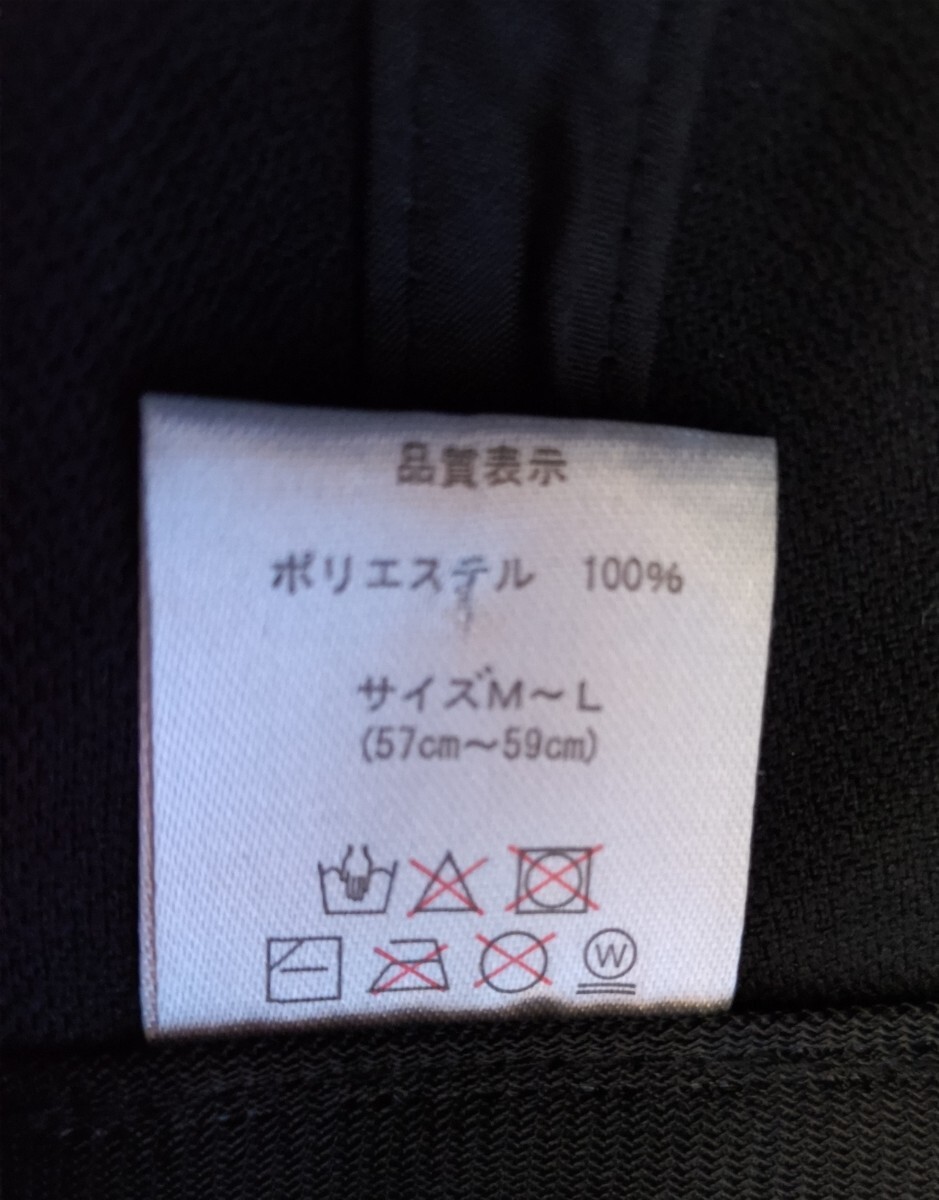 品質表示
ポリエステル 100%
サイズM～L
(57cm～59cm)
W